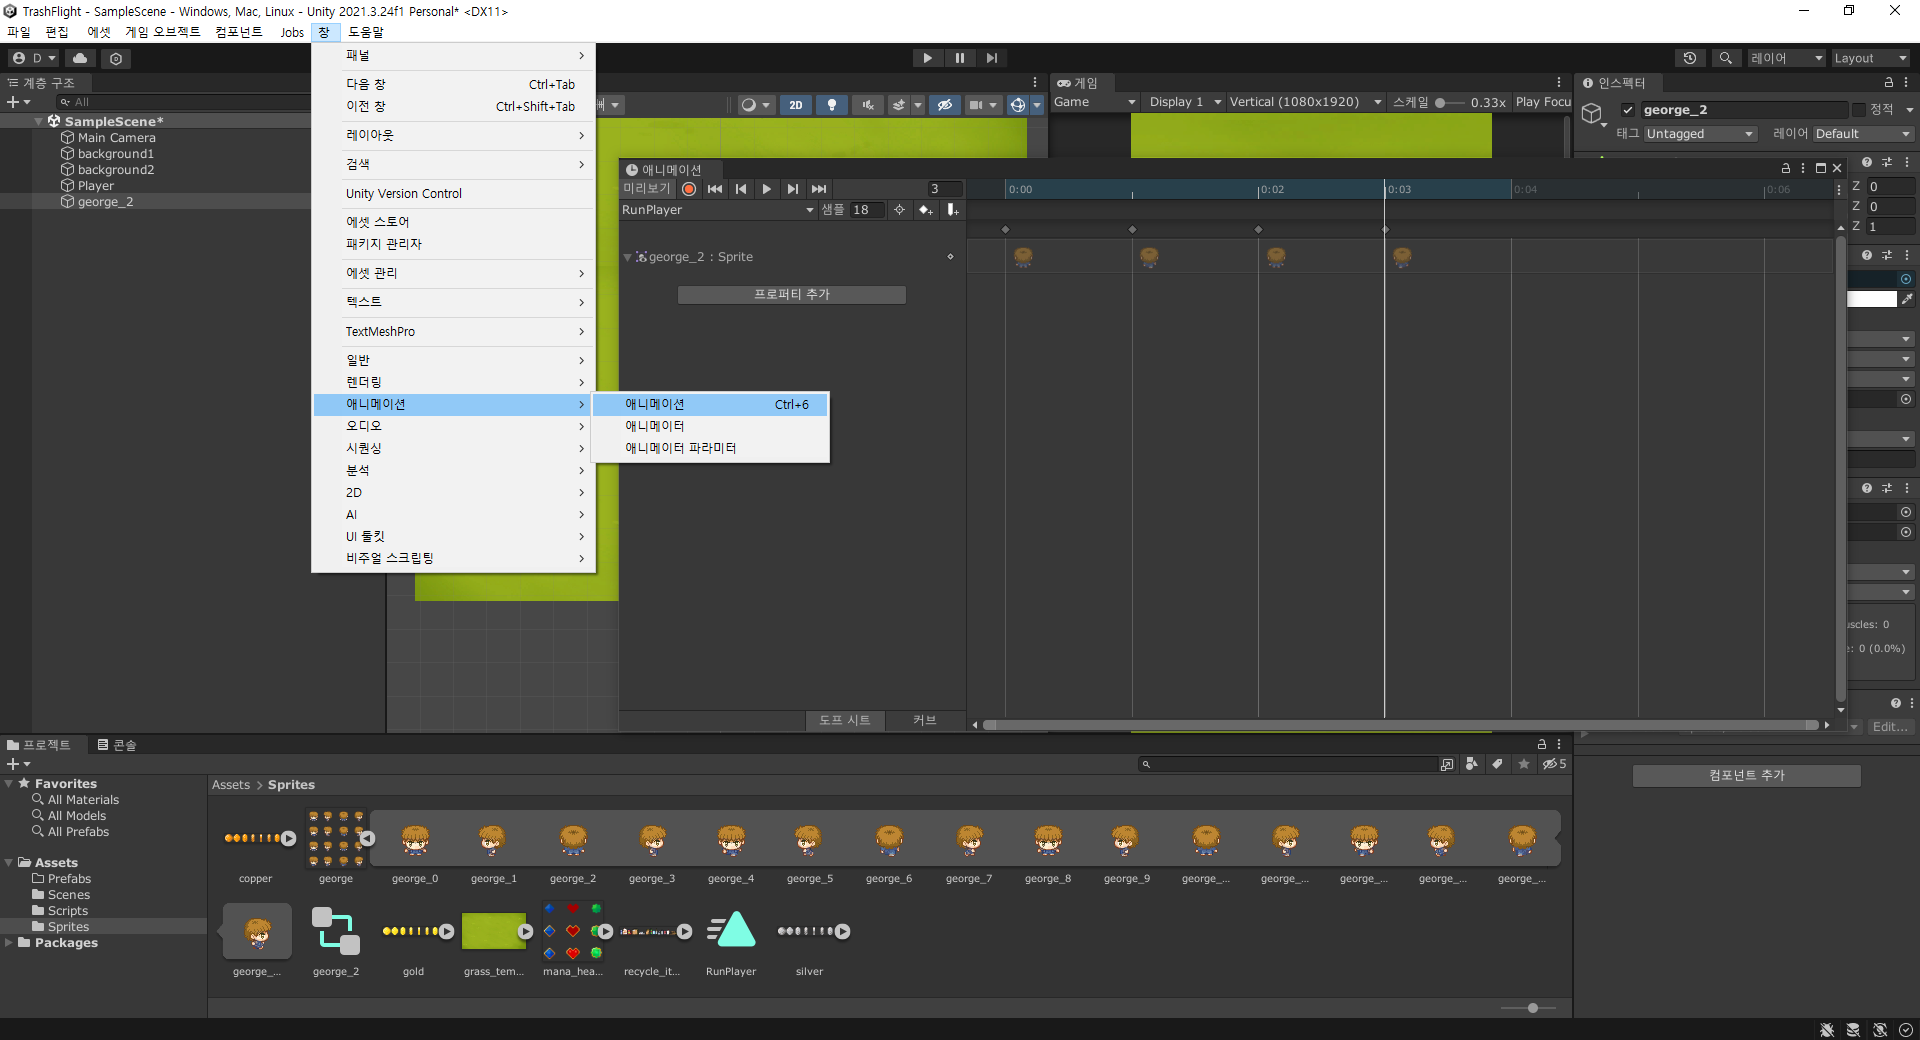 TrashFlight - SampleScene - Windows, Mac, Linux - Unity 2021.3.24f1 Personal* <DX11>
파일 편집 에셋 게임 오브젝트 컴포넌트 Jobs 창 도움말
D 레이어 Layout
계층 구조
All
SampleScene*
Main Camera
background1
background2
Player
george_2
패널
다음 창 Ctrl+Tab
이전 창 Ctrl+Shift+Tab
레이아웃
검색
Unity Version Control
에셋 스토어
패키지 관리자
에셋 관리
텍스트
TextMeshPro
일반
렌더링
애니메이션
오디오
시퀀싱
분석
2D
AI
UI 툴킷
비주얼 스크립팅
애니메이션 Ctrl+6
애니메이터
애니메이터 파라미터
2D
게임
Game Display 1 Vertical (1080x1920) 스케일 0.33x Play Focu
애니메이션
미리보기 3 0:00 0:02 0:03 0:04 0:06
RunPlayer 샘플 18
george_2 : Sprite
프로퍼티 추가
도프 시트 커브
인스펙터
george_2 정적
태그 Untagged 레이어 Default
Z 0
Z 0
Z 1
uscles: 0
e: 0 (0.0%)
Edit...
컴포넌트 추가
프로젝트 콘솔
5
Favorites
All Materials
All Models
All Prefabs
Assets
Prefabs
Scenes
Scripts
Sprites
Packages
Assets > Sprites
copper george george_0 george_1 george_2 george_3 george_4 george_5 george_6 george_7 george_8 george_9 george_... george_... george_... george_... george_...
george_... george_2 gold grass_tem... mana_hea... recycle_it... RunPlayer silver